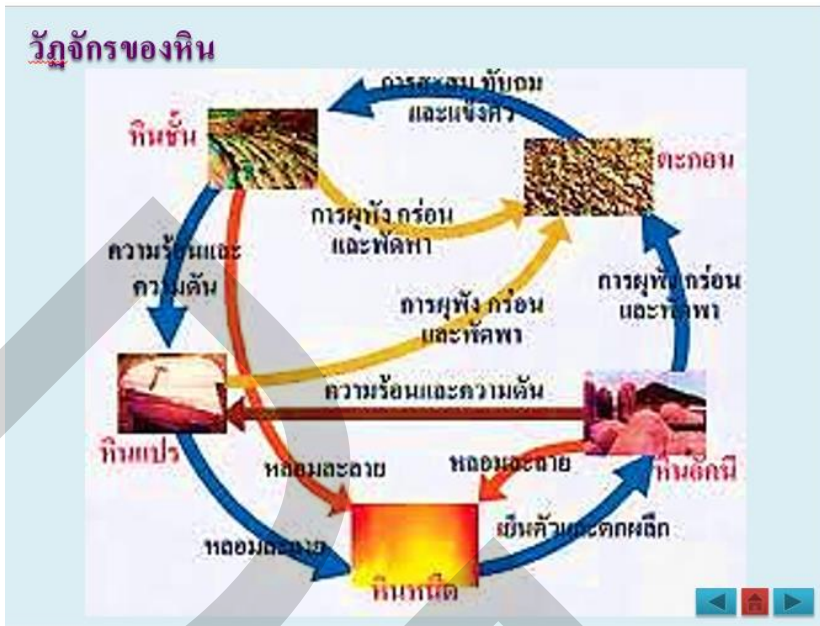 วัฏจักรของหิน
การสะสม ทับถม
และแข็งตัว
หินชั้น
ตะกอน
การผุพัง กร่อน
และพัดพา
ความร้อนและ
ความดัน
การผุพัง กร่อน
และพัดพา
การผุพัง กร่อน
และพัดพา
ความร้อนและความดัน
หินแปร
หลอมละลาย
หลอมละลาย
หินอัคนี
หลอมละลาย
เย็นตัวและตกผลึก
หินหนืด